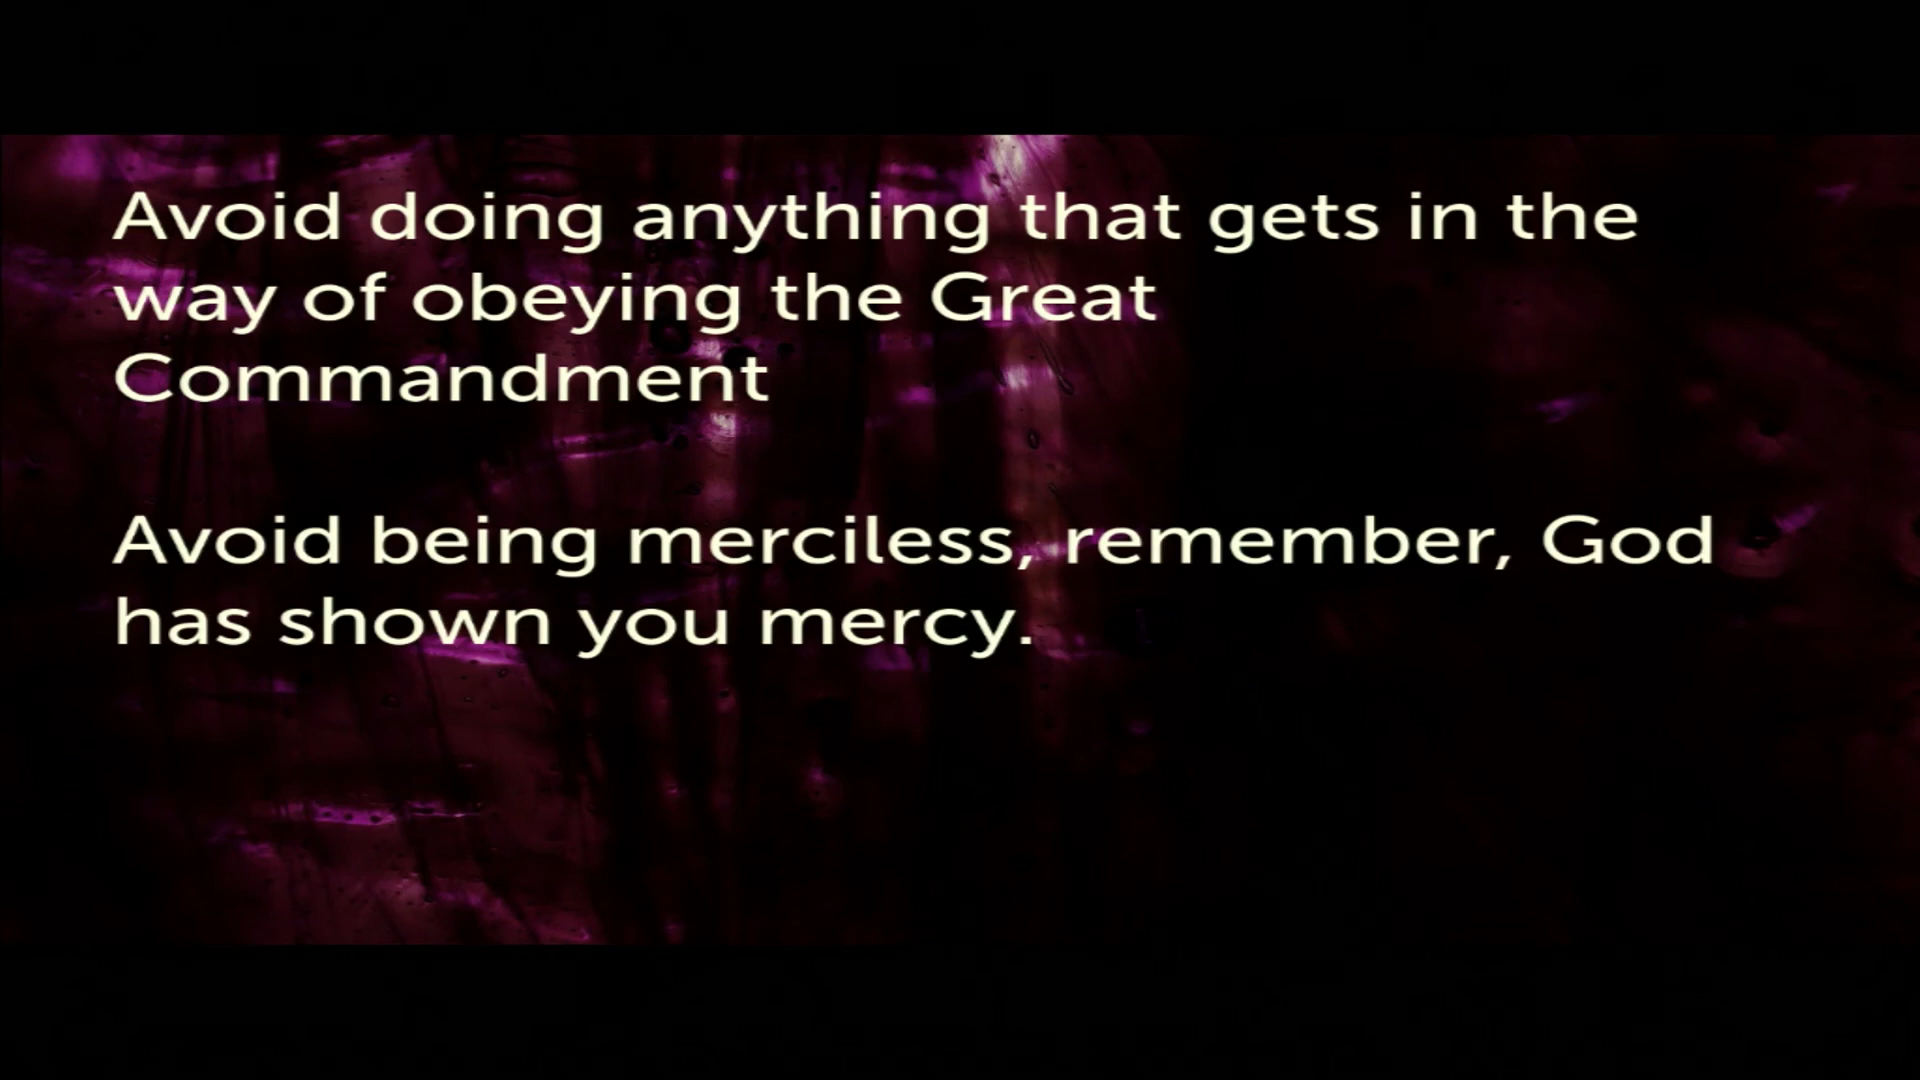 Avoid doing anything that gets in the
way of obeying the Great
Commandment
Avoid being merciless, remember, God
has shown you mercy.